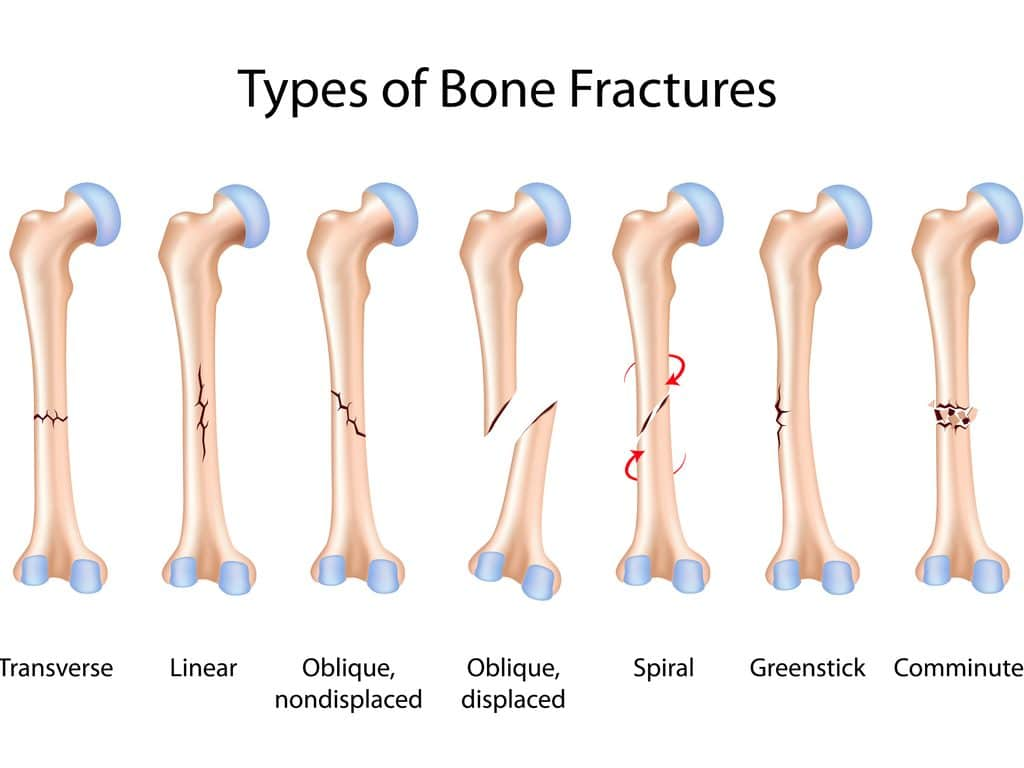 Types of Bone Fractures
Transverse
Linear
Oblique,
nondisplaced
Oblique,
displaced
Spiral
Greenstick
Comminute